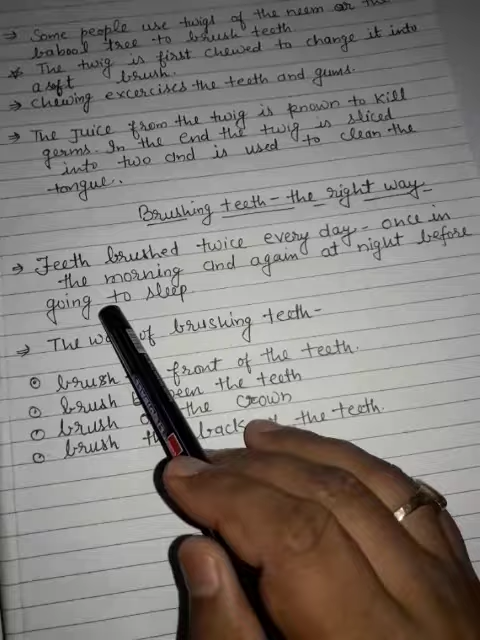 → Some people use twigs of the neem or the
babool tree to brush teeth
* The twig is first chewed to change it into
a soft brush.
→ Chewing excercises the teeth and gums.
→ The Juice from the twig is known to kill
germs. In the end the twig is sliced
into two and is used to clean the
tongue.
Brushing teeth - the right way
→ Teeth brushed twice every day - once in
the morning and again at night before
going to sleep
→ The of brushing teeth-
brush front of the teeth.
brush the teeth
brush the crown
brush back the teeth.